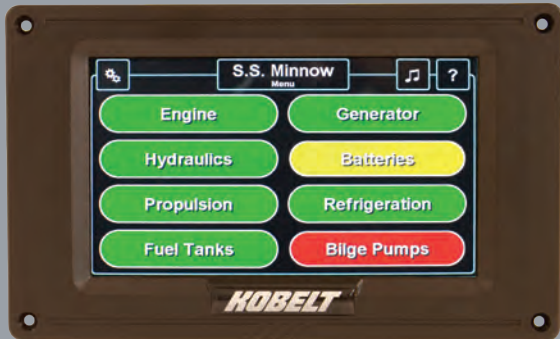 S.S. Minnow
Menu
?
Engine
Generator
Hydraulics
Batteries
Propulsion
Refrigeration
Fuel Tanks
Bilge Pumps
KOBELT